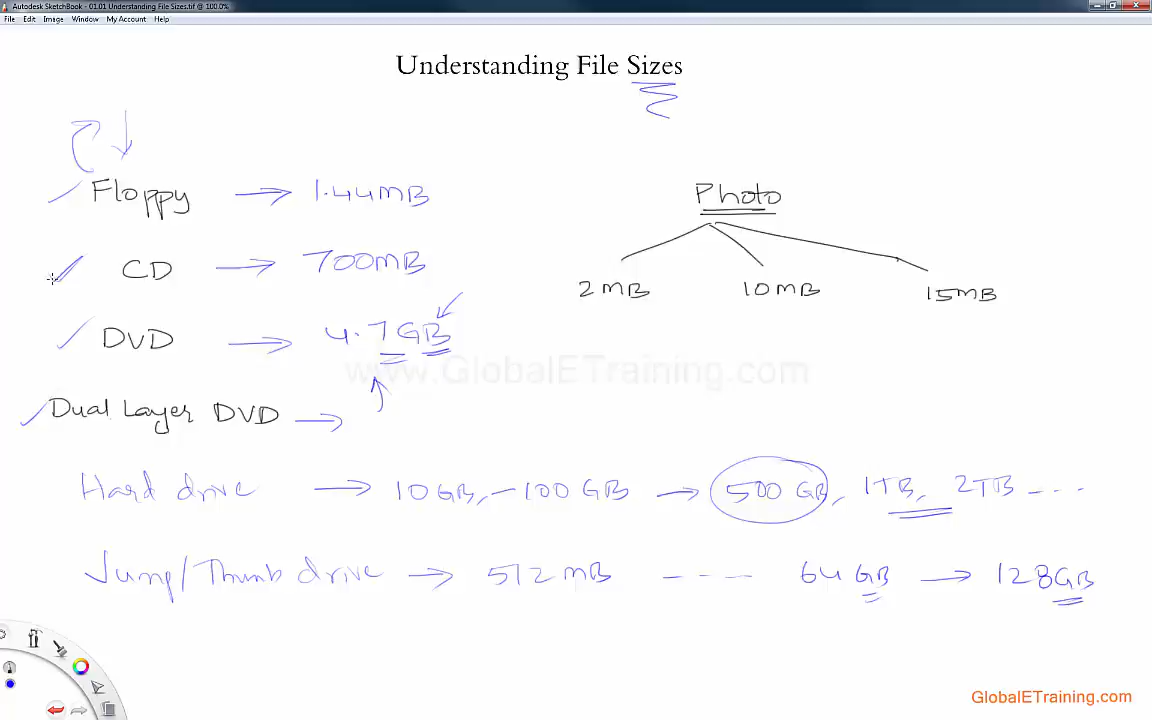 Autodesk SketchBook - 01.01 Understanding File Sizes.tif @ 100.0%
File Edit Image Window My Account Help
Understanding File Sizes
Floppy → 1.44MB
CD → 700MB
DVD → 4.7GB
Dual Layer DVD →
Photo
2MB 10MB 15MB
www.GlobalETraining.com
Hard drive → 10GB, - 100 GB → 500 GB, 1TB, 2TB ---
Jump/Thumb drive → 512MB ---- 64GB → 128GB
GlobalETraining.com